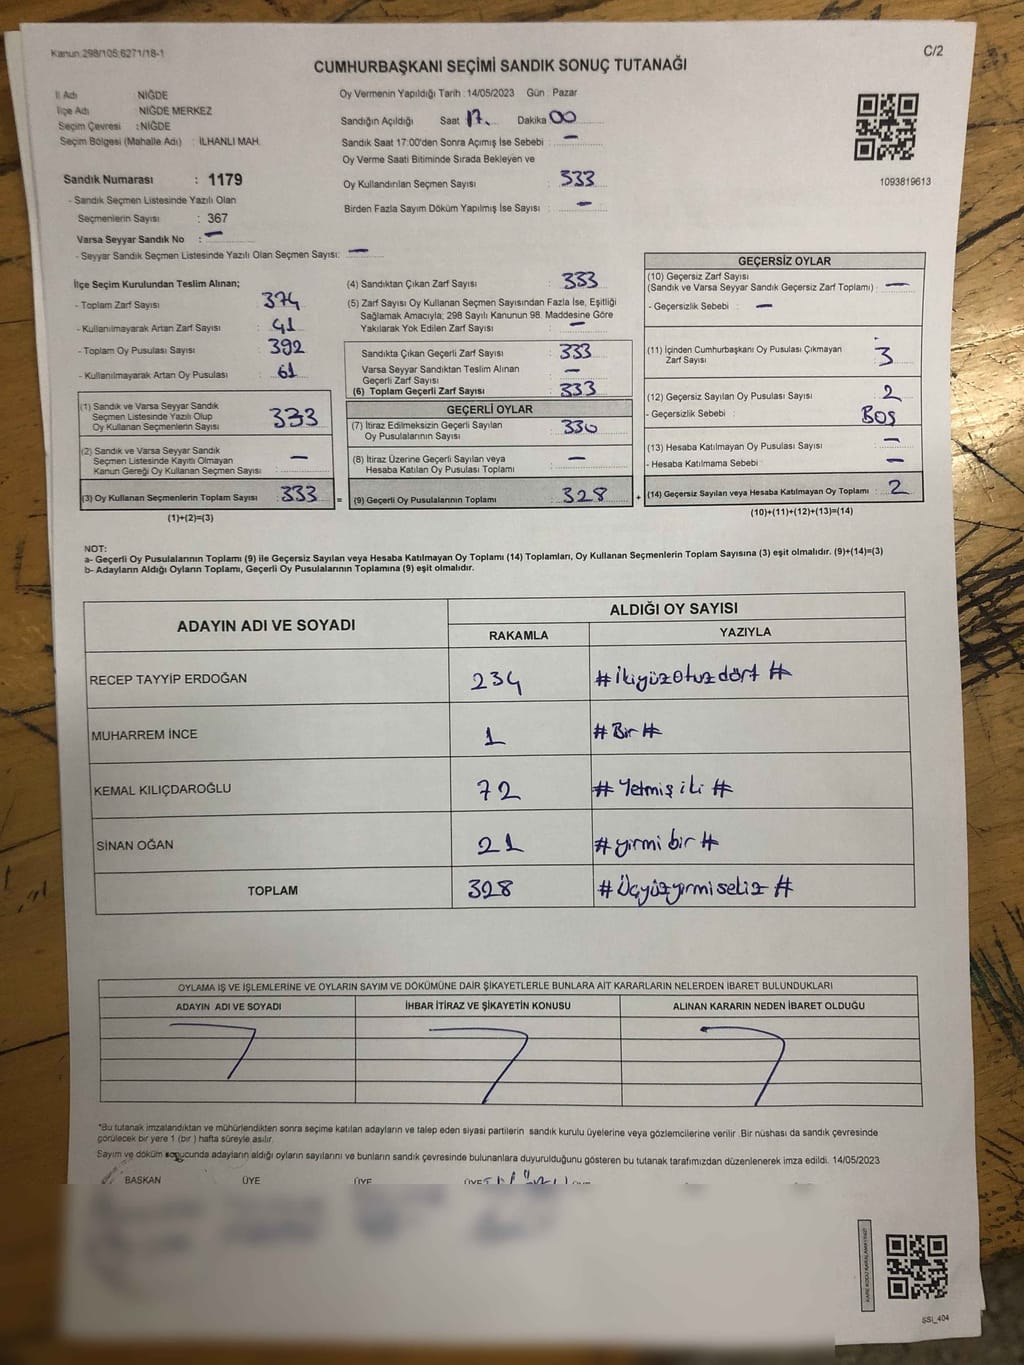 Kanun:298/105;6271/18-1
C/2
CUMHURBAŞKANI SEÇİMİ SANDIK SONUÇ TUTANAĞI
İl Adı : NİĞDE
İlçe Adı : NİĞDE MERKEZ
Seçim Çevresi : NİĞDE
Seçim Bölgesi (Mahalle Adı) : İLHANLI MAH.
Sandık Numarası : 1179
- Sandık Seçmen Listesinde Yazılı Olan
Seçmenlerin Sayısı : 367
Varsa Seyyar Sandık No : —
- Seyyar Sandık Seçmen Listesinde Yazılı Olan Seçmen Sayısı: —
Oy Vermenin Yapıldığı Tarih : 14/05/2023 Gün : Pazar
Sandığın Açıldığı Saat 17. Dakika 00
Sandık Saat 17:00'den Sonra Açımış İse Sebebi : —
Oy Verme Saati Bitiminde Sırada Bekleyen ve
Oy Kullandırılan Seçmen Sayısı : 333
Birden Fazla Sayım Döküm Yapılmış İse Sayısı : —
1093819613
İlçe Seçim Kurulundan Teslim Alınan;
- Toplam Zarf Sayısı : 374
- Kullanılmayarak Artan Zarf Sayısı : 41
- Toplam Oy Pusulası Sayısı : 392
- Kullanılmayarak Artan Oy Pusulası : 61
(1) Sandık ve Varsa Seyyar Sandık
Seçmen Listesinde Yazılı Olup
Oy Kullanan Seçmenlerin Sayısı : 333
(2) Sandık ve Varsa Seyyar Sandık
Seçmen Listesinde Kayıtlı Olmayan
Kanun Gereği Oy Kullanan Seçmen Sayısı : —
(3) Oy Kullanan Seçmenlerin Toplam Sayısı : 333 =
(1)+(2)=(3)
(4) Sandıktan Çıkan Zarf Sayısı : 333
(5) Zarf Sayısı Oy Kullanan Seçmen Sayısından Fazla İse, Eşitliği
Sağlamak Amacıyla; 298 Sayılı Kanunun 98. Maddesine Göre
Yakılarak Yok Edilen Zarf Sayısı : —
Sandıkta Çıkan Geçerli Zarf Sayısı : 333
Varsa Seyyar Sandıktan Teslim Alınan
Geçerli Zarf Sayısı : —
(6) Toplam Geçerli Zarf Sayısı : 333
GEÇERLİ OYLAR
(7) İtiraz Edilmeksizin Geçerli Sayılan
Oy Pusulalarının Sayısı : 330
(8) İtiraz Üzerine Geçerli Sayılan veya
Hesaba Katılan Oy Pusulası Toplamı : —
(9) Geçerli Oy Pusulalarının Toplamı : 328 +
GEÇERSİZ OYLAR
(10) Geçersiz Zarf Sayısı
(Sandık ve Varsa Seyyar Sandık Geçersiz Zarf Toplamı) : —
- Geçersizlik Sebebi : —
(11) İçinden Cumhurbaşkanı Oy Pusulası Çıkmayan
Zarf Sayısı : 3
(12) Geçersiz Sayılan Oy Pusulası Sayısı : 2
- Geçersizlik Sebebi : BOŞ
(13) Hesaba Katılmayan Oy Pusulası Sayısı : —
- Hesaba Katılmama Sebebi : —
(14) Geçersiz Sayılan veya Hesaba Katılmayan Oy Toplamı : 2
(10)+(11)+(12)+(13)=(14)
NOT:
a- Geçerli Oy Pusulalarının Toplamı (9) ile Geçersiz Sayılan veya Hesaba Katılmayan Oy Toplamı (14) Toplamları, Oy Kullanan Seçmenlerin Toplam Sayısına (3) eşit olmalıdır. (9)+(14)=(3)
b- Adayların Aldığı Oyların Toplamı, Geçerli Oy Pusulalarının Toplamına (9) eşit olmalıdır.
ADAYIN ADI VE SOYADI ALDIĞI OY SAYISI
RAKAMLA YAZIYLA
RECEP TAYYİP ERDOĞAN 234 #ikiyüzotuzdört#
MUHARREM İNCE 1 #Bir#
KEMAL KILIÇDAROĞLU 72 #Yetmişiki#
SİNAN OĞAN 21 #yirmibir#
TOPLAM 328 #Üçyüzyirmisekiz#
OYLAMA İŞ VE İŞLEMLERİNE VE OYLARIN SAYIM VE DÖKÜMÜNE DAİR ŞİKAYETLERLE BUNLARA AİT KARARLARIN NELERDEN İBARET BULUNDUKLARI
ADAYIN ADI VE SOYADI İHBAR İTİRAZ VE ŞİKAYETİN KONUSU ALINAN KARARIN NEDEN İBARET OLDUĞU
*Bu tutanak imzalandıktan ve mühürlendikten sonra seçime katılan adayların ve talep eden siyasi partilerin sandık kurulu üyelerine veya gözlemcilerine verilir. Bir nüshası da sandık çevresinde
görülecek bir yere 1 (bir) hafta süreyle asılır.
Sayım ve döküm sonucunda adayların aldığı oyların sayılarını ve bunların sandık çevresinde bulunanlara duyurulduğunu gösteren bu tutanak tarafımızdan düzenlenerek imza edildi. 14/05/2023
BAŞKAN ÜYE ÜYE ÜYE
SSI_404